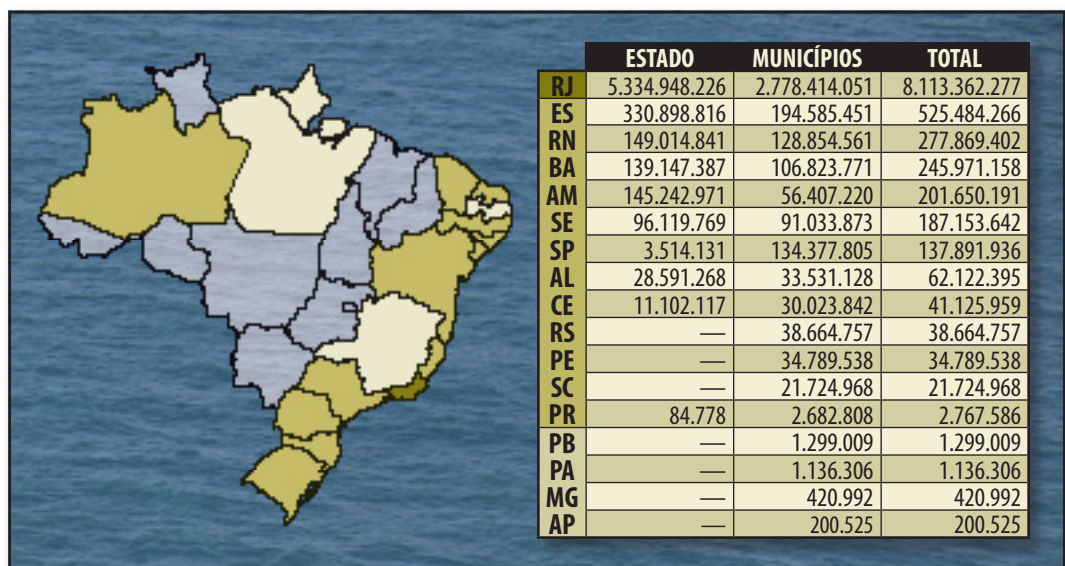 ESTADO MUNICÍPIOS TOTAL
RJ 5.334.948.226 2.778.414.051 8.113.362.277
ES 330.898.816 194.585.451 525.484.266
RN 149.014.841 128.854.561 277.869.402
BA 139.147.387 106.823.771 245.971.158
AM 145.242.971 56.407.220 201.650.191
SE 96.119.769 91.033.873 187.153.642
SP 3.514.131 134.377.805 137.891.936
AL 28.591.268 33.531.128 62.122.395
CE 11.102.117 30.023.842 41.125.959
RS — 38.664.757 38.664.757
PE — 34.789.538 34.789.538
SC — 21.724.968 21.724.968
PR 84.778 2.682.808 2.767.586
PB — 1.299.009 1.299.009
PA — 1.136.306 1.136.306
MG — 420.992 420.992
AP — 200.525 200.525